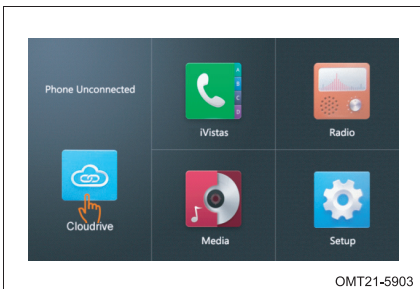 Phone Unconnected
iVistas
Radio
Cloudrive
Media
Setup
OMT21-5903